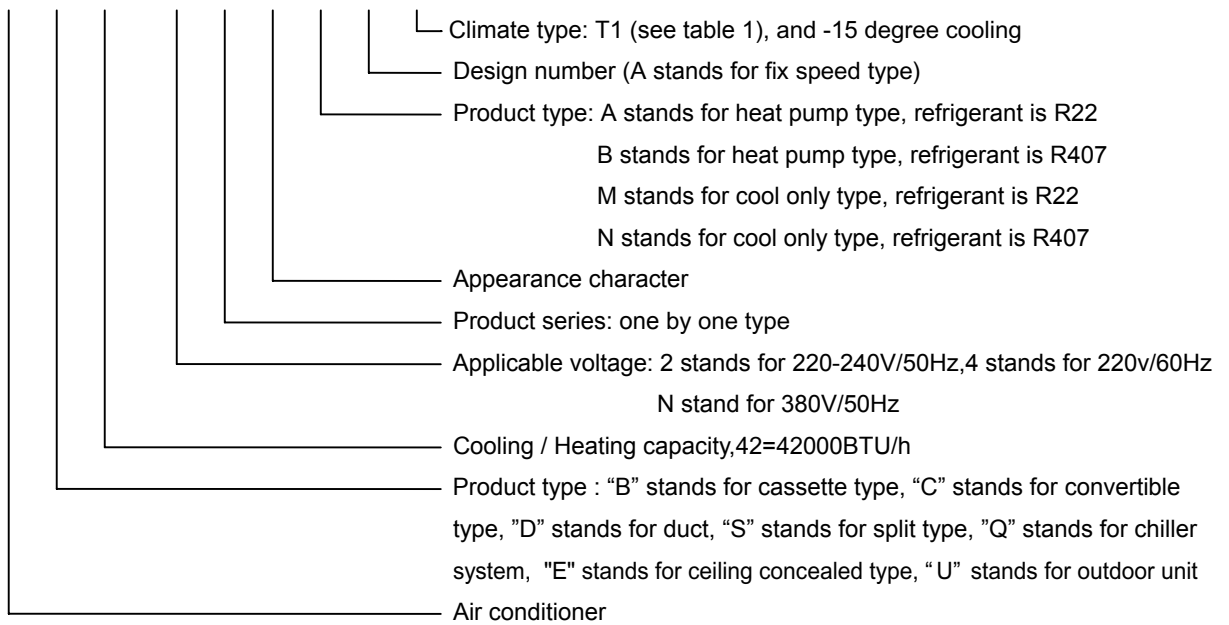 Climate type: T1 (see table 1), and -15 degree cooling
Design number (A stands for fix speed type)
Product type: A stands for heat pump type, refrigerant is R22
B stands for heat pump type, refrigerant is R407
M stands for cool only type, refrigerant is R22
N stands for cool only type, refrigerant is R407
Appearance character
Product series: one by one type
Applicable voltage: 2 stands for 220-240V/50Hz,4 stands for 220v/60Hz
N stand for 380V/50Hz
Cooling / Heating capacity,42=42000BTU/h
Product type : “B” stands for cassette type, “C” stands for convertible
type, ”D” stands for duct, “S” stands for split type, ”Q” stands for chiller
system, "E" stands for ceiling concealed type, “U” stands for outdoor unit
Air conditioner